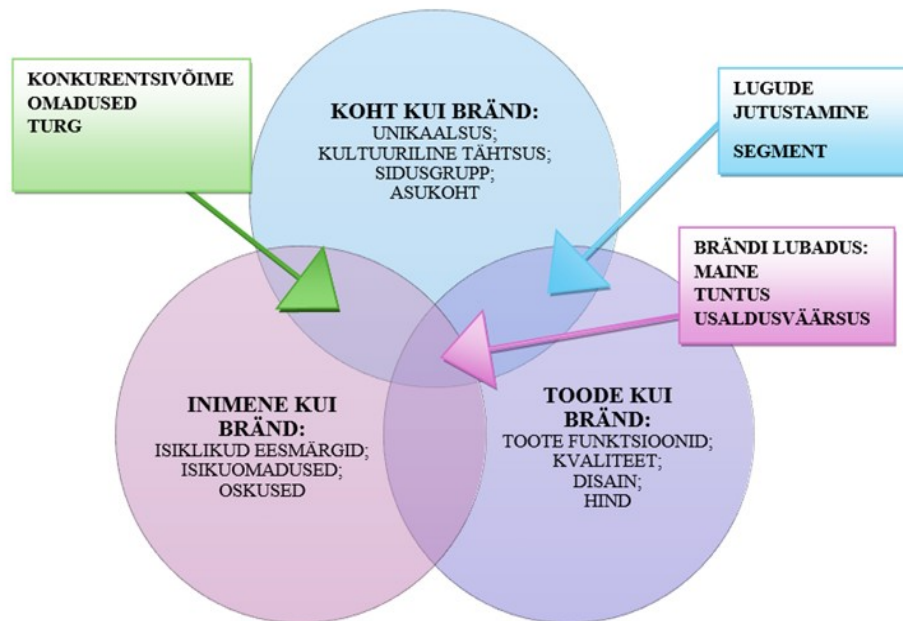 KONKURENTSIVÕIME
OMADUSED
TURG
KOHT KUI BRÄND:
UNIKAALSUS;
KULTUURILINE TÄHTSUS;
SIDUSGRUPP;
ASUKOHT
LUGUDE
JUTUSTAMINE
SEGMENT
BRÄNDI LUBADUS:
MAINE
TUNTUS
USALDUSVÄÄRSUS
INIMENE KUI
BRÄND:
ISIKLIKUD EESMÄRGID;
ISIKUOMADUSED;
OSKUSED
TOODE KUI
BRÄND:
TOOTE FUNKTSIOONID;
KVALITEET;
DISAIN;
HIND